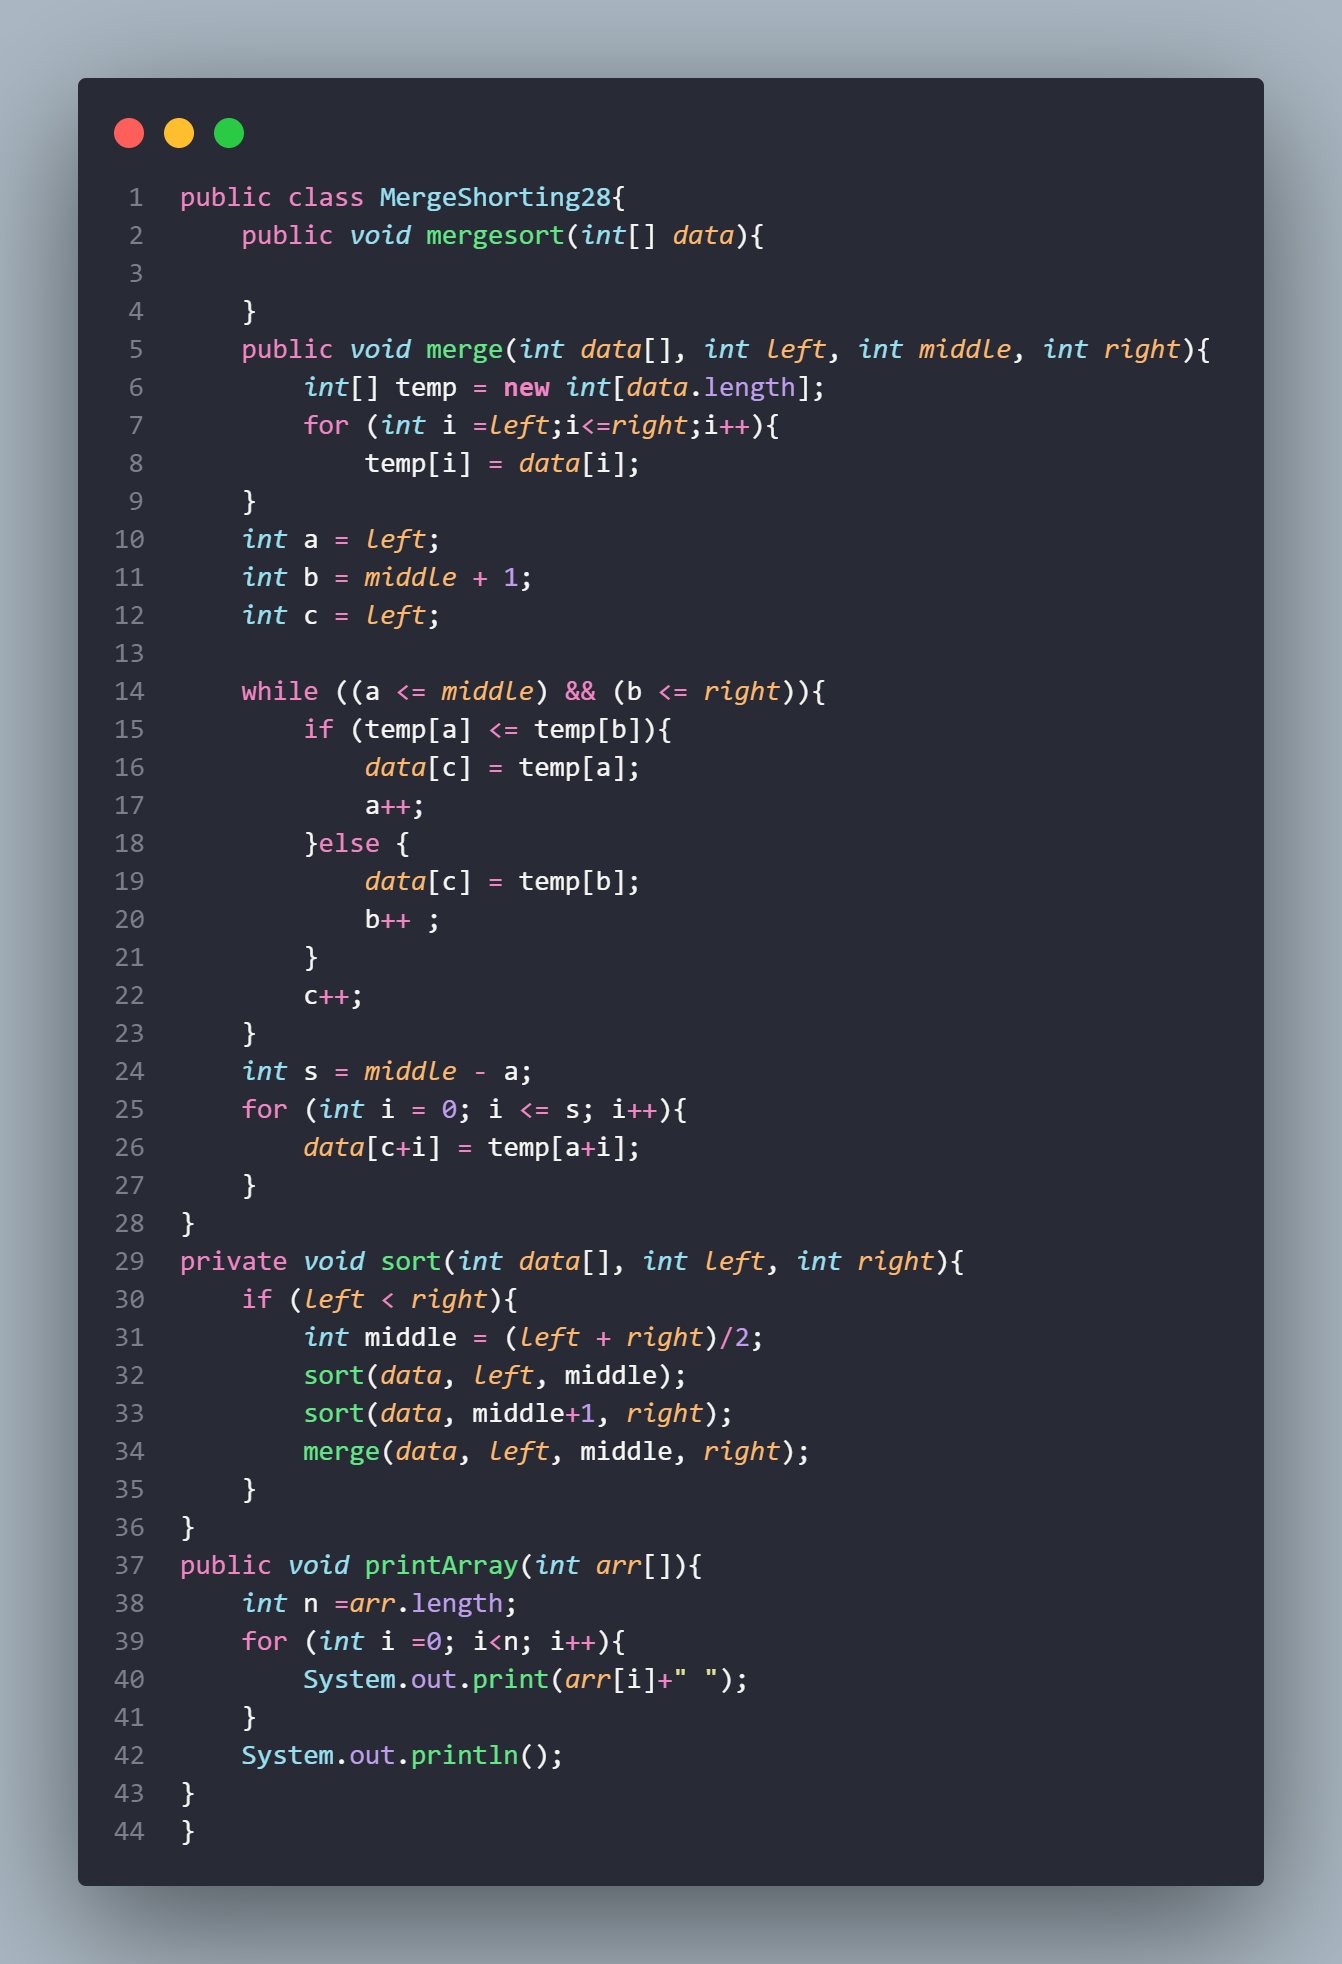 1 public class MergeShorting28{
2     public void mergesort(int[] data){
3
4     }
5     public void merge(int data[], int left, int middle, int right){
6         int[] temp = new int[data.length];
7         for (int i =left;i<=right;i++){
8             temp[i] = data[i];
9     }
10     int a = left;
11     int b = middle + 1;
12     int c = left;
13
14     while ((a <= middle) && (b <= right)){
15         if (temp[a] <= temp[b]){
16             data[c] = temp[a];
17             a++;
18         }else {
19             data[c] = temp[b];
20             b++ ;
21         }
22         c++;
23     }
24     int s = middle - a;
25     for (int i = 0; i <= s; i++){
26         data[c+i] = temp[a+i];
27     }
28 }
29 private void sort(int data[], int left, int right){
30     if (left < right){
31         int middle = (left + right)/2;
32         sort(data, left, middle);
33         sort(data, middle+1, right);
34         merge(data, left, middle, right);
35     }
36 }
37 public void printArray(int arr[]){
38     int n =arr.length;
39     for (int i =0; i<n; i++){
40         System.out.print(arr[i]+" ");
41     }
42     System.out.println();
43 }
44 }